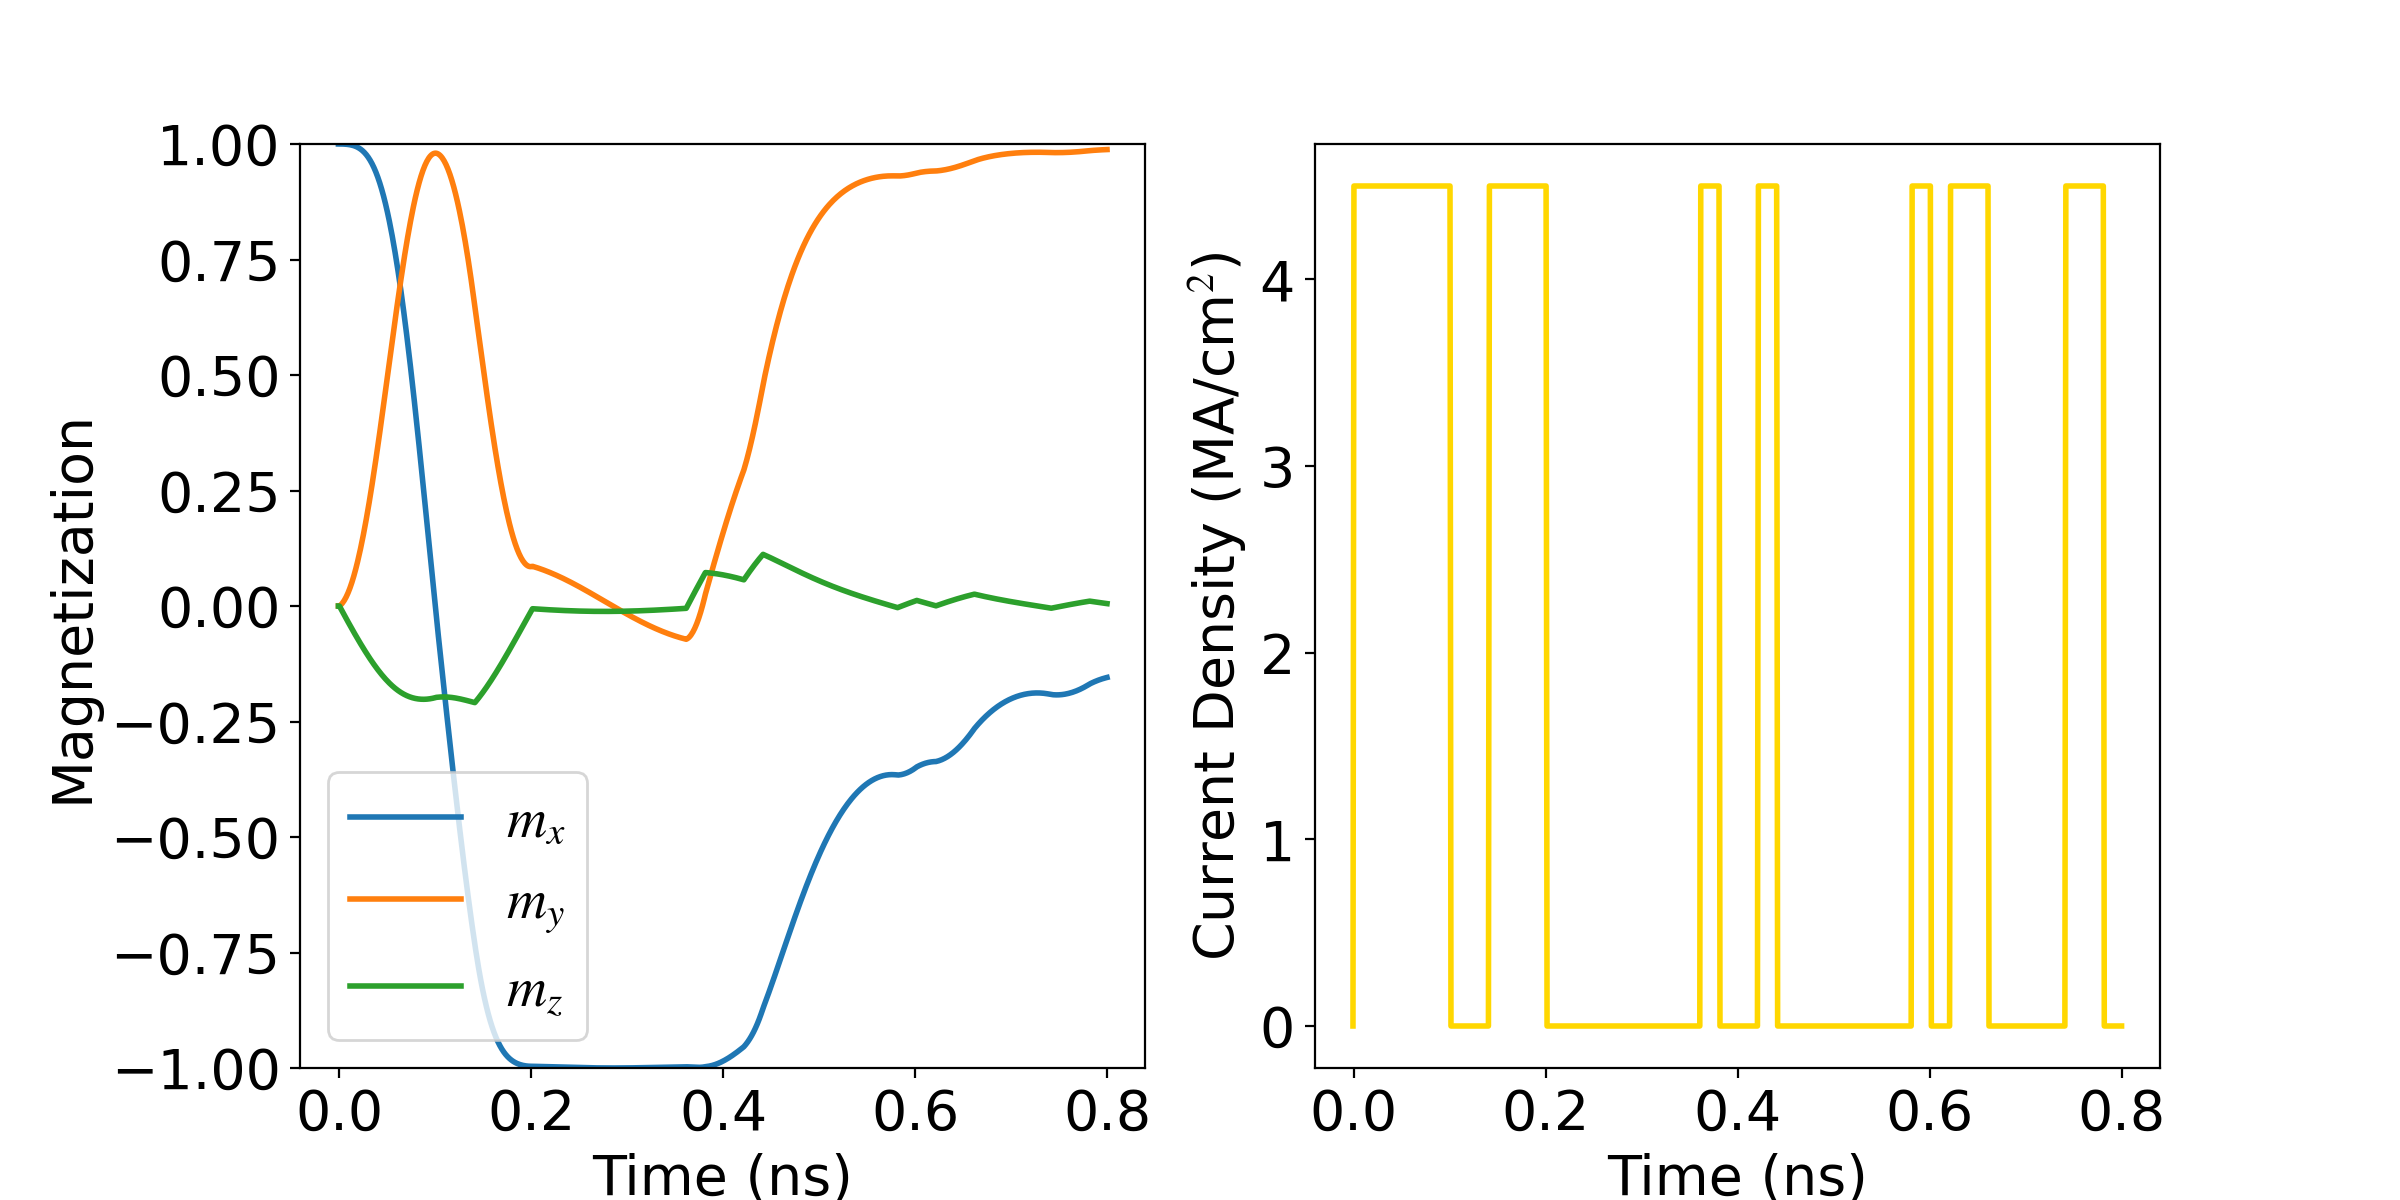 1.00
0.75
0.50
0.25
0.00
−0.25
−0.50
−0.75
−1.00
Magnetization
m_x
m_y
m_z
0.0 0.2 0.4 0.6 0.8
Time (ns)
Current Density (MA/cm²)
4
3
2
1
0
0.0 0.2 0.4 0.6 0.8
Time (ns)